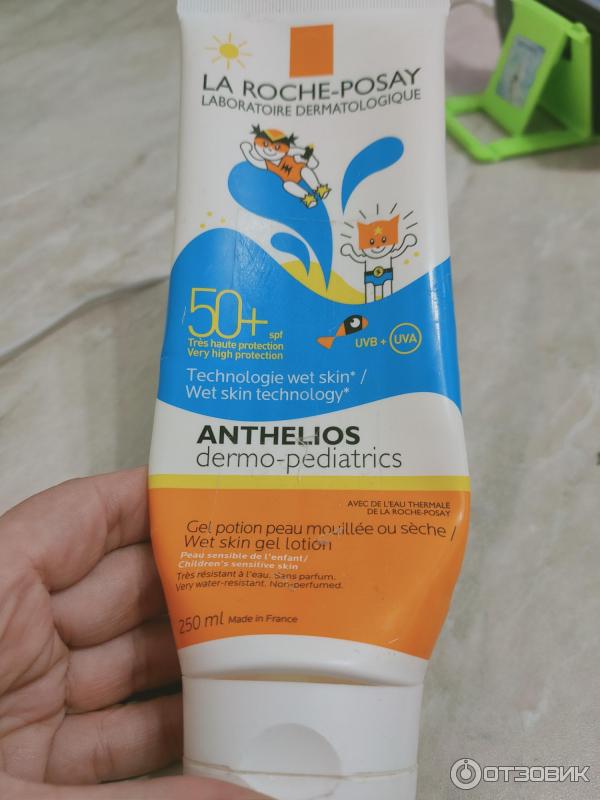 LA ROCHE-POSAY
LABORATOIRE DERMATOLOGIQUE
50+ spf
Très haute protection
Very high protection
UVB + UVA
Technologie wet skin* /
Wet skin technology*
ANTHELIOS
dermo-pediatrics
AVEC DE L'EAU THERMALE
DE LA ROCHE-POSAY
Gel potion peau mouillée ou sèche /
Wet skin gel lotion
Peau sensible de l'enfant/
Children's sensitive skin
Très résistant à l'eau. Sans parfum.
Very water-resistant. Non-perfumed.
250 ml Made in France
ОТЗОВИК